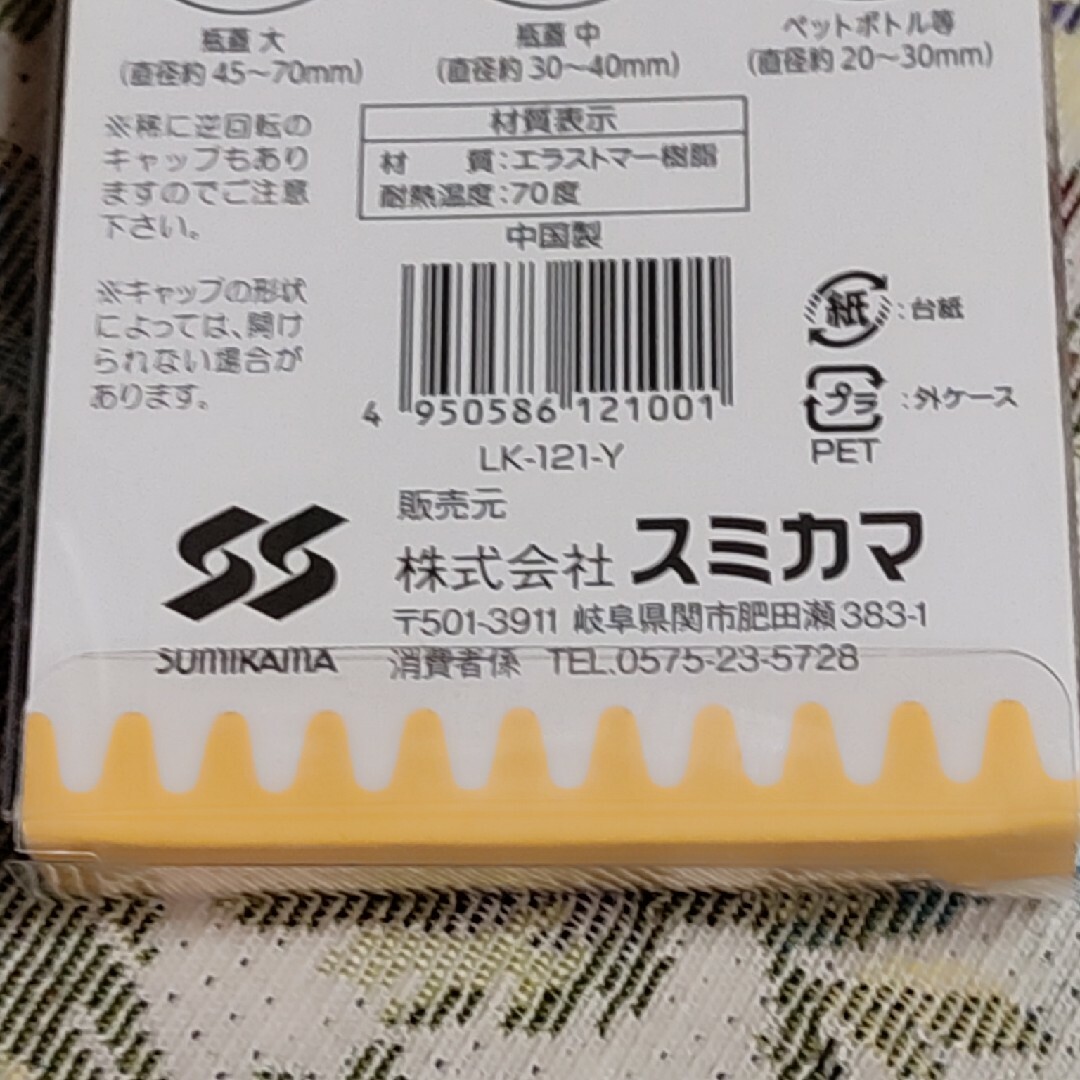 瓶蓋 大
(直径約 45~70mm)
瓶蓋 中
(直径約 30~40mm)
ペットボトル等
(直径約 20~30mm)
※稀に逆回転の
キャップもあり
ますのでご注意
下さい。
※キャップの形状
によっては、開け
られない場合が
あります。
材質表示
材 質:エラストマー樹脂
耐熱温度:70度
中国製
4 950586 121001
LK-121-Y
紙:台紙
プラ:外ケース
PET
販売元
株式会社 スミカマ
〒501-3911 岐阜県関市肥田瀬383-1
消費者係 TEL.0575-23-5728
SUMIKAMA